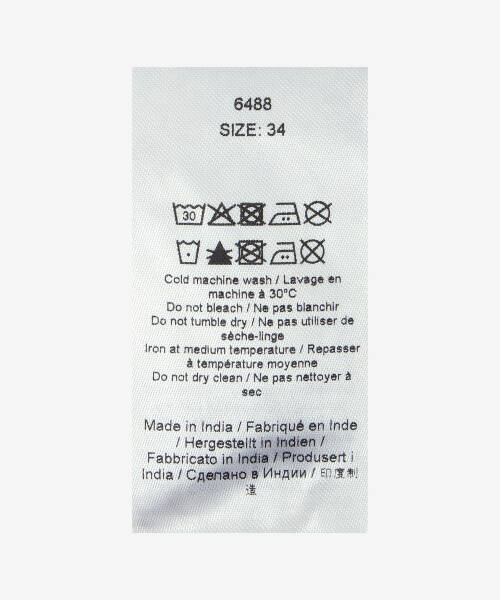 6488
SIZE: 34
30
Cold machine wash / Lavage en
machine à 30°C
Do not bleach / Ne pas blanchir
Do not tumble dry / Ne pas utiliser de
sèche-linge
Iron at medium temperature / Repasser
à température moyenne
Do not dry clean / Ne pas nettoyer à
sec
Made in India / Fabriqué en Inde
/ Hergestellt in Indien /
Fabbricato in India / Produsert i
India / Сделано в Индии / 印度制
造